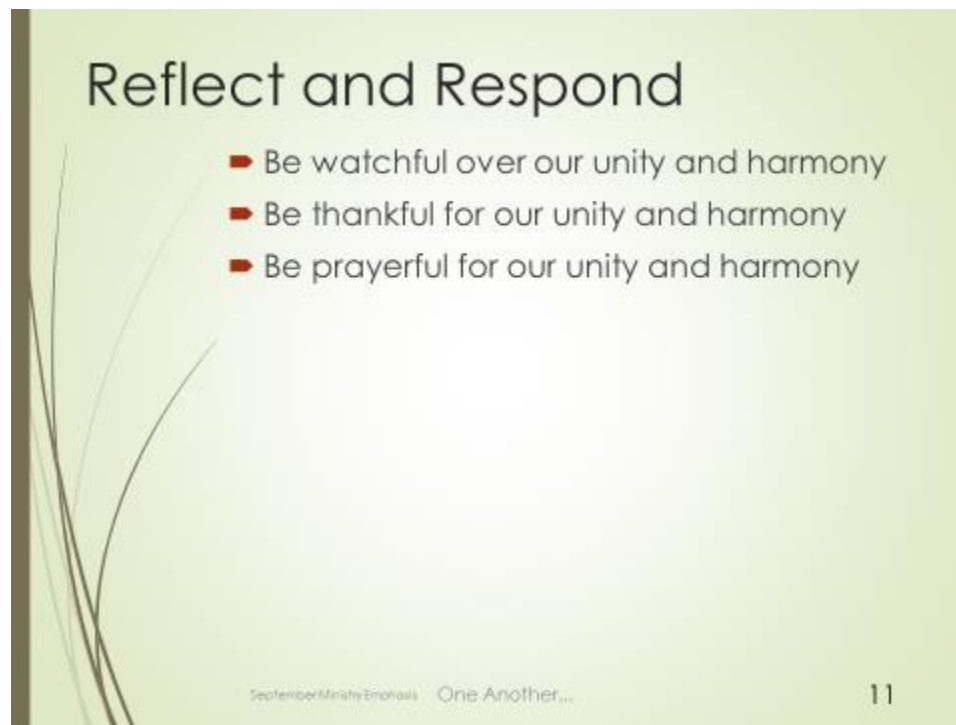 Reflect and Respond
Be watchful over our unity and harmony
Be thankful for our unity and harmony
Be prayerful for our unity and harmony
September Ministry Emphasis One Another...
11